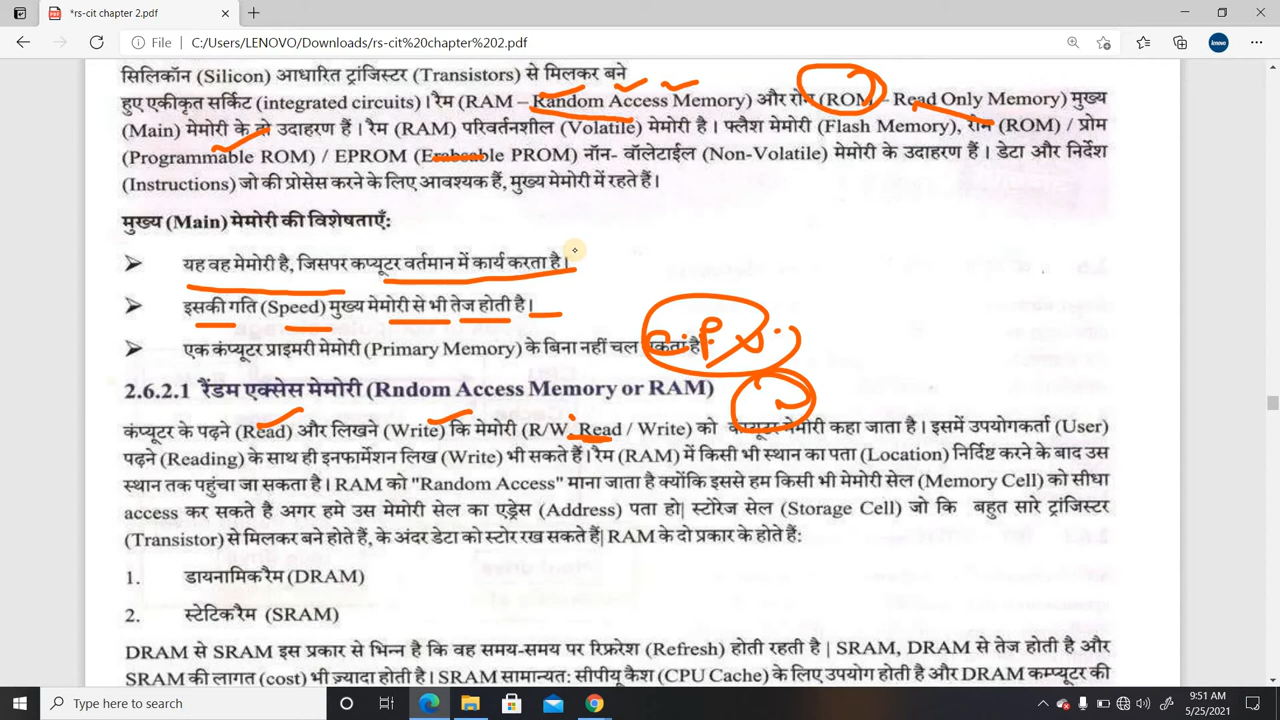 *rs-cit chapter 2.pdf
File C:/Users/LENOVO/Downloads/rs-cit%20chapter%202.pdf
सिलिकॉन (Silicon) आधारित ट्रांजिस्टर (Transistors) से मिलकर बने
हुए एकीकृत सर्किट (integrated circuits)। रैम (RAM – Random Access Memory) और रोम (ROM – Read Only Memory) मुख्य
(Main) मेमोरी के दो उदाहरण हैं। रैम (RAM) परिवर्तनशील (Volatile) मेमोरी है। फ्लैश मेमोरी (Flash Memory), रोम (ROM) / प्रोम
(Programmable ROM) / EPROM (Erabsable PROM) नॉन- वॉलेटाईल (Non-Volatile) मेमोरी के उदाहरण हैं। डेटा और निर्देश
(Instructions) जो की प्रोसेस करने के लिए आवश्यक हैं, मुख्य मेमोरी में रहते हैं।
मुख्य (Main) मेमोरी की विशेषताएँ:
यह वह मेमोरी है, जिसपर कप्यूटर वर्तमान में कार्य करता है।
इसकी गति (Speed) मुख्य मेमोरी से भी तेज होती है।
एक कंप्यूटर प्राइमरी मेमोरी (Primary Memory) के बिना नहीं चल सकता है
2.6.2.1 रैंडम एक्सेस मेमोरी (Rndom Access Memory or RAM)
कंप्यूटर के पढ़ने (Read) और लिखने (Write) कि मेमोरी (R/W: Read / Write) को कंप्यूटर मेमोरी कहा जाता है। इसमें उपयोगकर्ता (User)
पढ़ने (Reading) के साथ ही इनफार्मेशन लिख (Write) भी सकते हैं। रैम (RAM) में किसी भी स्थान का पता (Location) निर्दिष्ट करने के बाद उस
स्थान तक पहुंचा जा सकता है। RAM को "Random Access" माना जाता है क्योंकि इससे हम किसी भी मेमोरी सेल (Memory Cell) को सीधा
access कर सकते है अगर हमे उस मेमोरी सेल का एड्रेस (Address) पता हो| स्टोरेज सेल (Storage Cell) जो कि बहुत सारे ट्रांजिस्टर
(Transistor) से मिलकर बने होते हैं, के अंदर डेटा को स्टोर रख सकते हैं| RAM के दो प्रकार के होते हैं:
1. डायनामिक रैम (DRAM)
2. स्टेटिक रैम (SRAM)
DRAM से SRAM इस प्रकार से भिन्न है कि वह समय-समय पर रिफ्रेश (Refresh) होती रहती है | SRAM, DRAM से तेज होती है और
SRAM की लागत (cost) भी ज़्यादा होती है। SRAM सामान्यत: सीपीयू कैश (CPU Cache) के लिए उपयोग होती है और DRAM कम्प्यूटर की
Type here to search
9:51 AM
5/25/2021